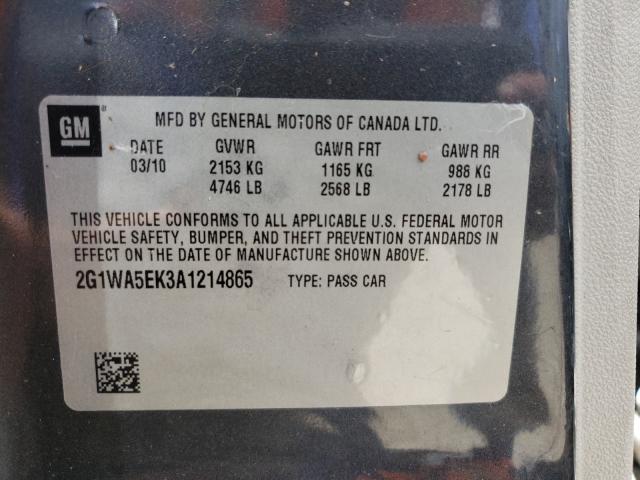 GM
®
MFD BY GENERAL MOTORS OF CANADA LTD.
DATE GVWR GAWR FRT GAWR RR
03/10 2153 KG 1165 KG 988 KG
4746 LB 2568 LB 2178 LB
THIS VEHICLE CONFORMS TO ALL APPLICABLE U.S. FEDERAL MOTOR
VEHICLE SAFETY, BUMPER, AND THEFT PREVENTION STANDARDS IN
EFFECT ON THE DATE OF MANUFACTURE SHOWN ABOVE.
2G1WA5EK3A1214865 TYPE: PASS CAR